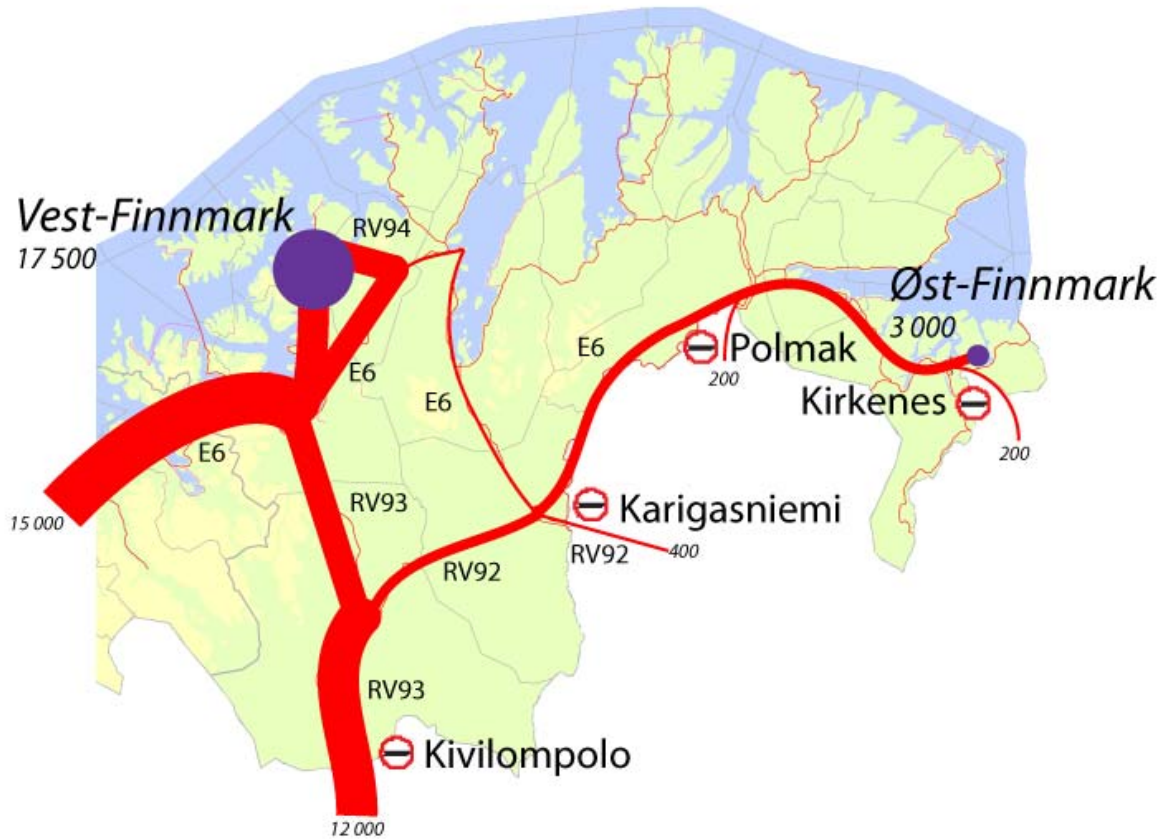 Vest-Finnmark
17 500
RV94
Øst-Finnmark
3 000
E6
Polmak
200
E6
E6
Kirkenes
E6
200
15 000
RV93
Karigasniemi
RV92
400
RV92
RV93
Kivilompolo
12 000